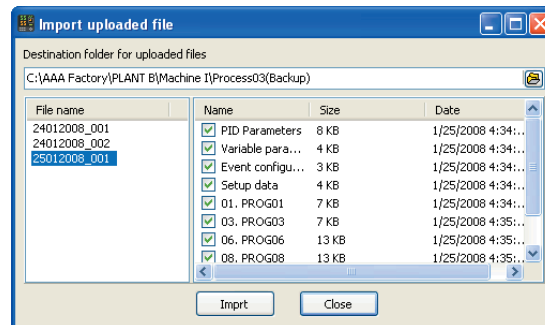 Import uploaded file
Destination folder for uploaded files
C:\AAA Factory\PLANT B\Machine I\Process03(Backup)
File name
24012008_001
24012008_002
25012008_001
Name Size Date
PID Parameters 8 KB 1/25/2008 4:34:...
Variable para... 4 KB 1/25/2008 4:34:...
Event configu... 3 KB 1/25/2008 4:34:...
Setup data 4 KB 1/25/2008 4:34:...
01. PROG01 7 KB 1/25/2008 4:34:...
03. PROG03 7 KB 1/25/2008 4:35:...
06. PROG06 13 KB 1/25/2008 4:35:...
08. PROG08 13 KB 1/25/2008 4:35:...
Imprt Close